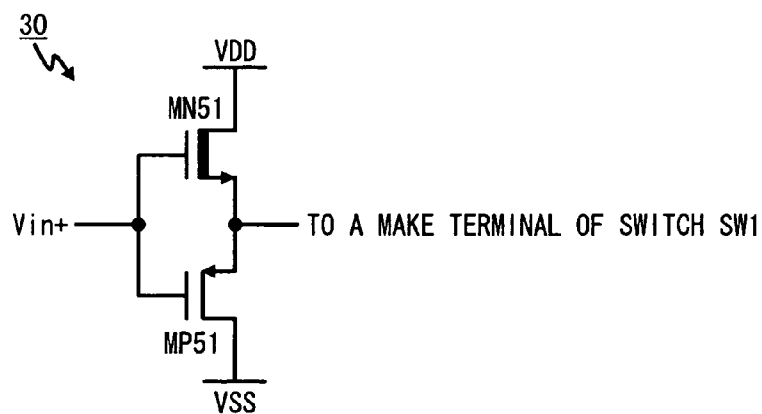 30
VDD
MN51
Vin+
TO A MAKE TERMINAL OF SWITCH SW1
MP51
VSS